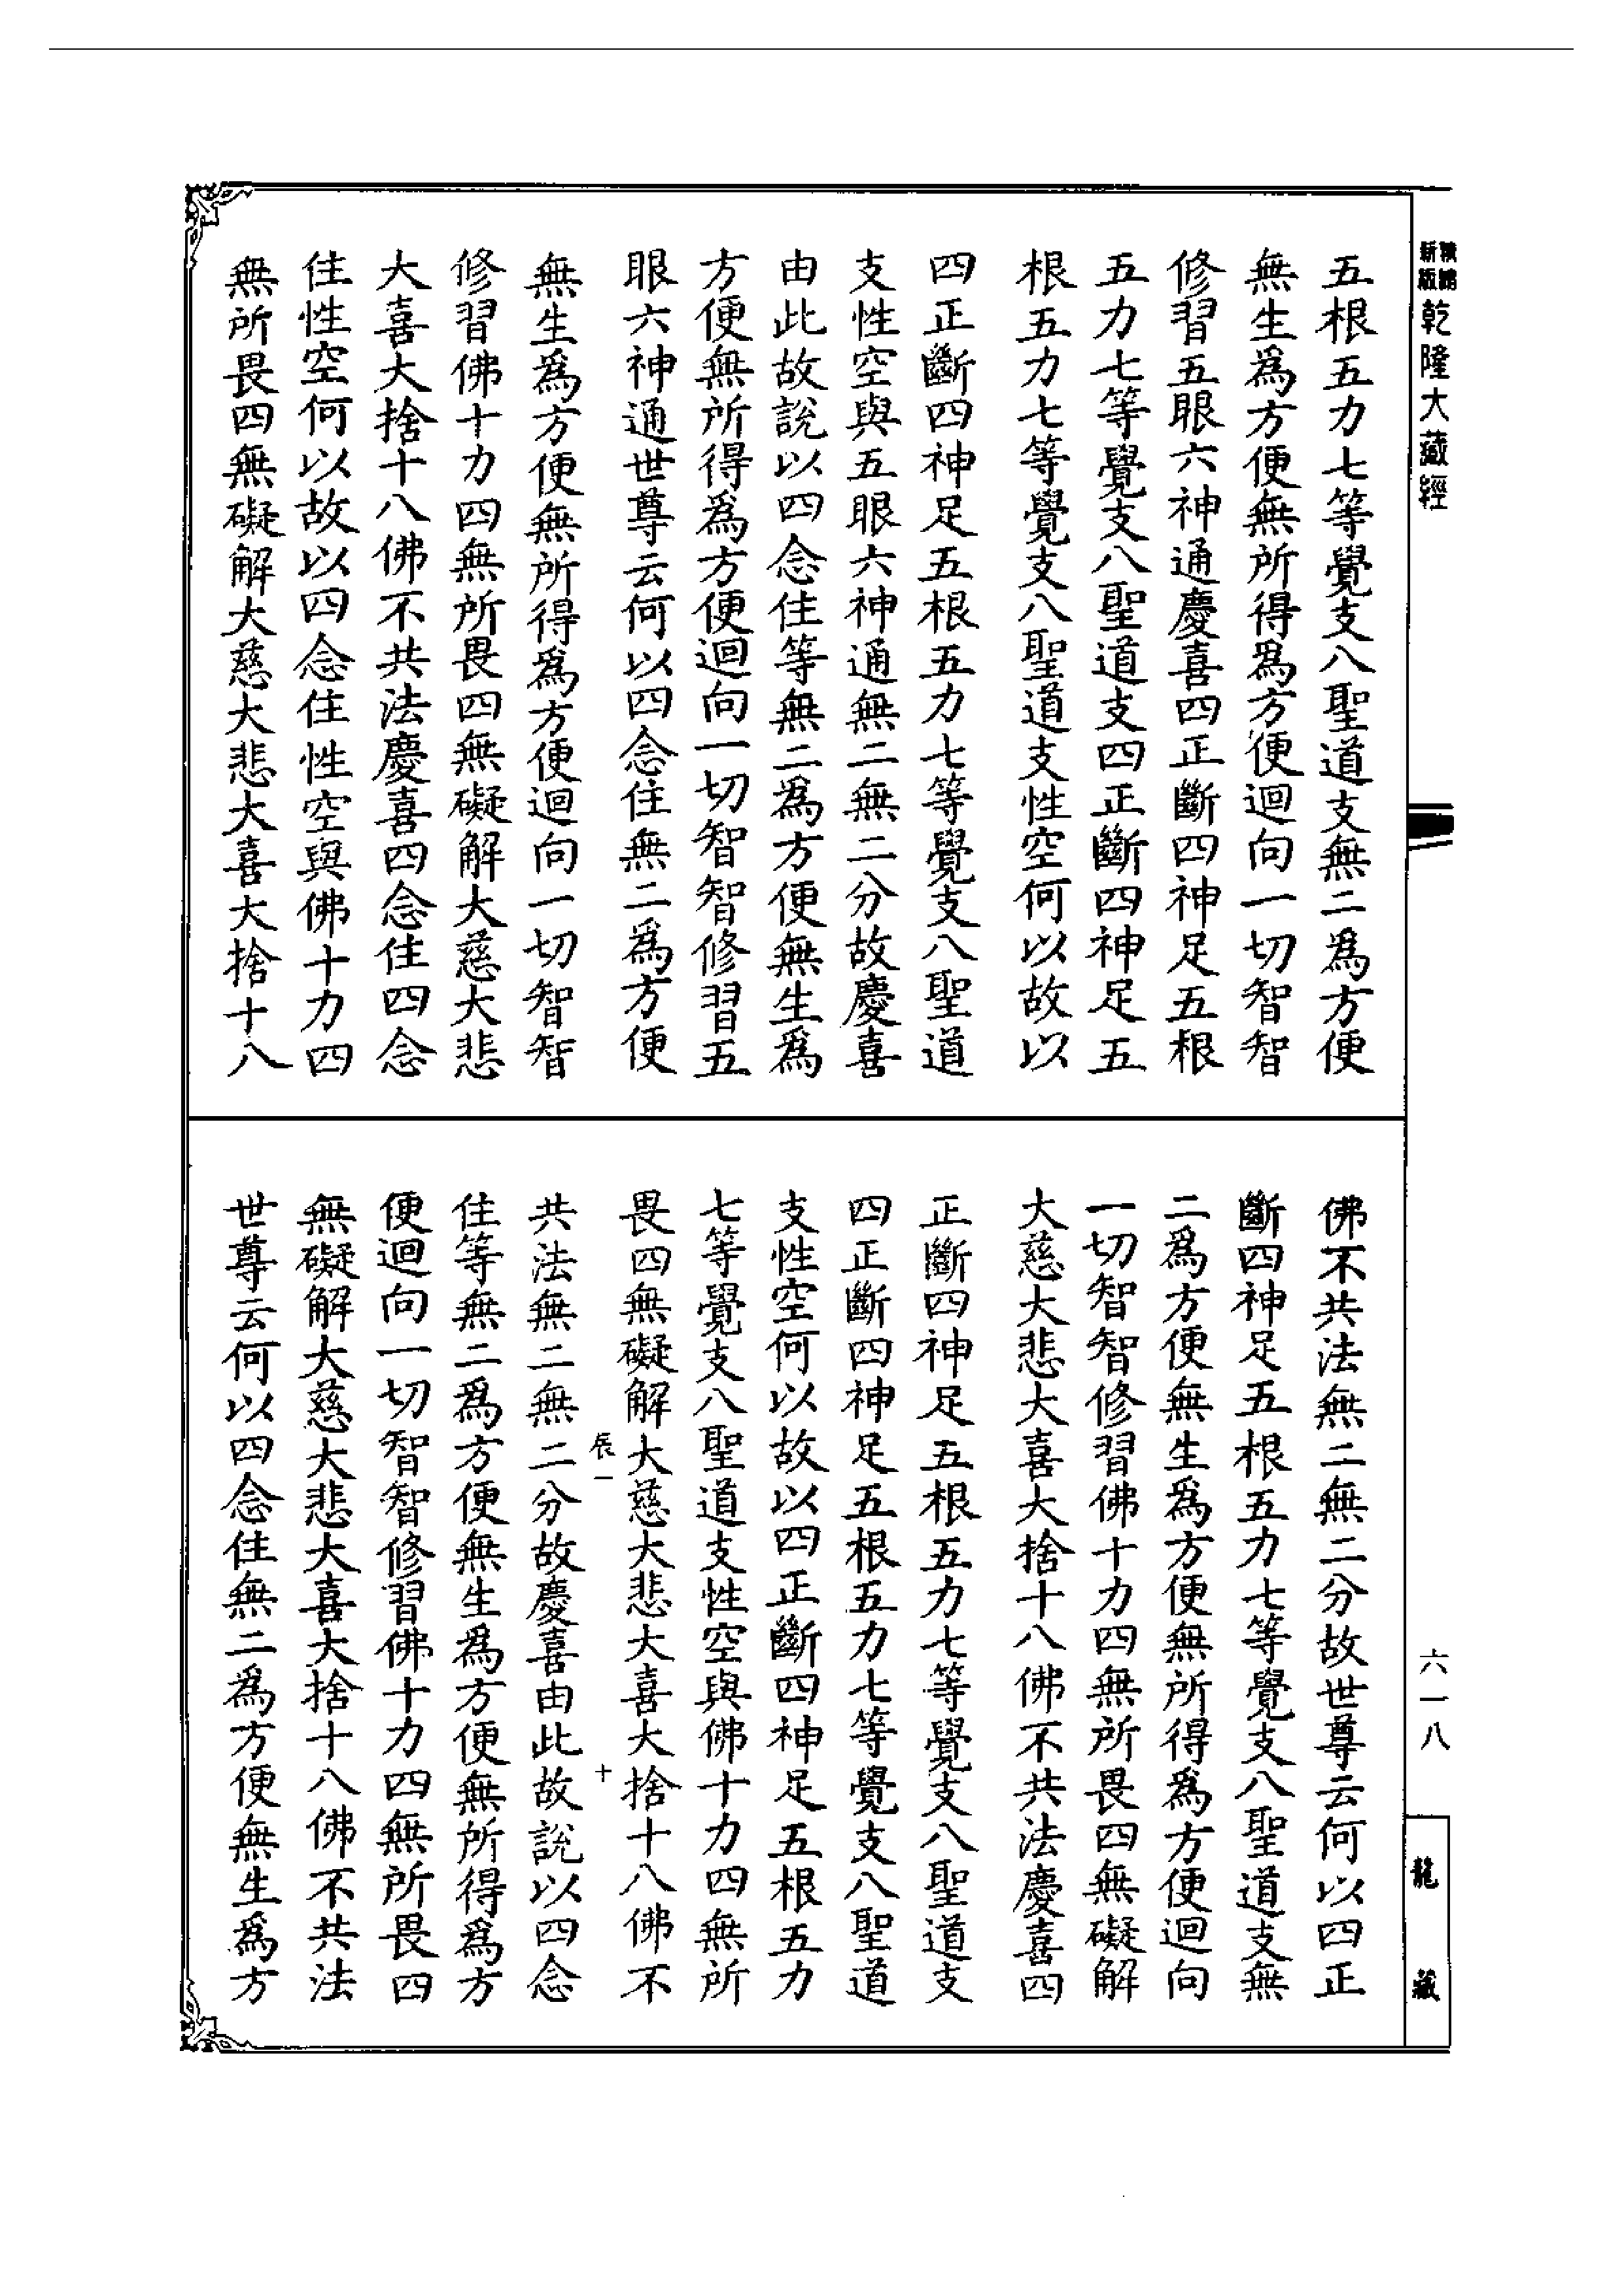 新版
乾隆大藏經
五根五力七等覺支八聖道支無二爲方便
無生爲方便無所得爲方便迴向一切智智
修習五眼六神通慶喜四正斷四神足五根
五力七等覺支八聖道支四正斷四神足五
根五力七等覺支八聖道支性空何以故以
四正斷四神足五根五力七等覺支八聖道
支性空與五眼六神通無二無二分故慶喜
由此故說以四念住等無二爲方便無生爲
方便無所得爲方便迴向一切智智修習五
眼六神通世尊云何以四念住無二爲方便
無生爲方便無所得爲方便迴向一切智智
修習佛十力四無所畏四無礙解大慈大悲
大喜大捨十八佛不共法慶喜四念住四念
住性空何以故以四念住性空與佛十力四
無所畏四無礙解大慈大悲大喜大捨十八
六一八
龍藏
佛不共法無二無二分故世尊云何以四正
斷四神足五根五力七等覺支八聖道支無
二爲方便無生爲方便無所得爲方便迴向
一切智智修習佛十力四無所畏四無礙解
大慈大悲大喜大捨十八佛不共法慶喜四
正斷四神足五根五力七等覺支八聖道支
四正斷四神足五根五力七等覺支八聖道
支性空何以故以四正斷四神足五根五力
七等覺支八聖道支性空與佛十力四無所
畏四無礙解大慈大悲大喜大捨十八佛不
辰一 十
共法無二無二分故慶喜由此故說以四念
住等無二爲方便無生爲方便無所得爲方
便迴向一切智智修習佛十力四無所畏四
無礙解大慈大悲大喜大捨十八佛不共法
世尊云何以四念住無二爲方便無生爲方